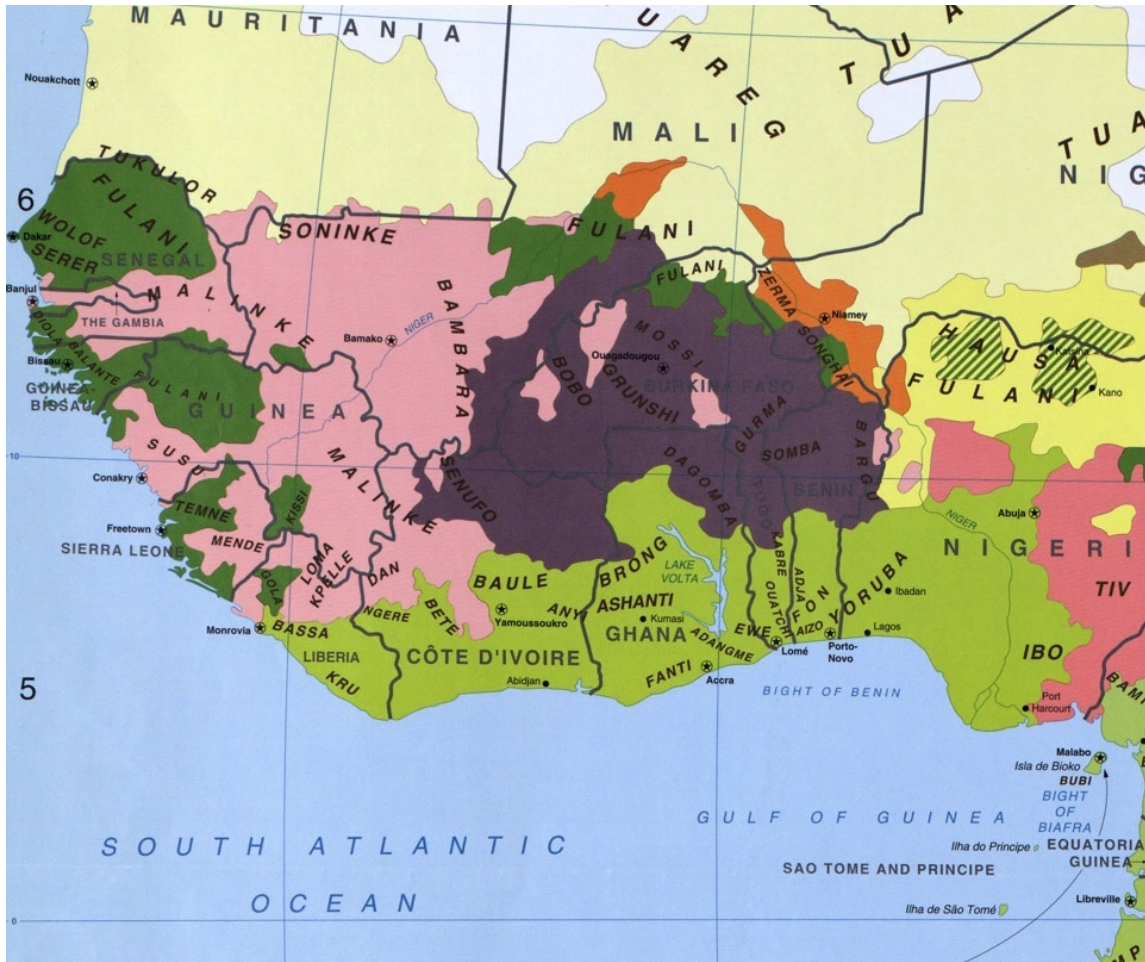 MAURITANIA
TUAREG
TUA
Nouakchott
MALI
TUA
NIG
TUKULOR
6
FULANI
WOLOF
Dakar
SERER
SENEGAL
SONINKE
FULANI
FULANI
Banjul
MALINKE
THE GAMBIA
BAMBARA
ZERMA SONGHAI
Niamey
DIOLA
BALANTE
Bissau
GUINEA-
BISSAU
Bamako
NIGER
MOSSI
Ouagadougou
BOBO
GRUNSHI
BURKINA FASO
HAUSA
Katsina
FULANI
Kano
FULANI
GUINEA
GURMA
SOMBA
BARGU
10
SUSU
MALINKE
SENUFO
DAGOMBA
TOGO
BENIN
Conakry
TEMNE
KISSI
Freetown
SIERRA LEONE
MENDE
NIGER
Abuja
NIGERI
LOMA
KPELLE
GOLA
DAN
BAULE
BRONG
LAKE
VOLTA
KABRE
OUATCHI
ADJA
FON
AIZO
YORUBA
Ibadan
TIV
NGERE
BETE
ANYI
ASHANTI
Yamoussoukro
Kumasi
Monrovia
BASSA
GHANA
ADANGME
EWE
Lomé
Porto-
Novo
Lagos
LIBERIA
CÔTE D'IVOIRE
IBO
KRU
Abidjan
FANTI
Accra
5
BIGHT OF BENIN
Port
Harcourt
BAM
Malabo
Isla de Bioko
BUBI
BIGHT
OF
BIAFRA
GULF OF GUINEA
SOUTH ATLANTIC
OCEAN
Ilha do Principe
EQUATORIA
GUINEA
SAO TOME AND PRINCIPE
Ilha de São Tomé
Libreville
0